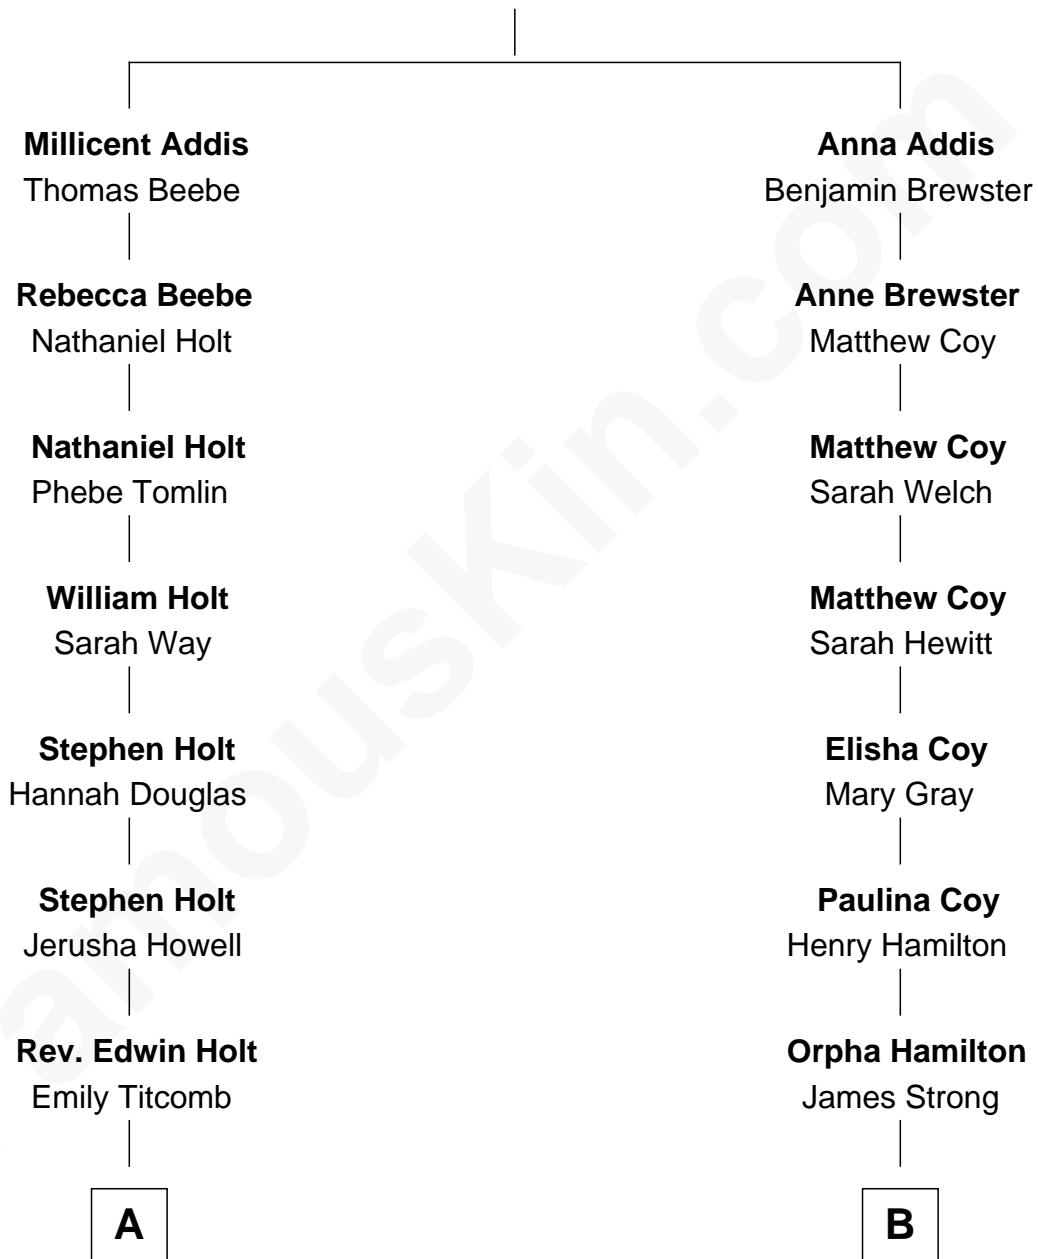 Millicent Addis
Thomas Beebe
Anna Addis
Benjamin Brewster
Rebecca Beebe
Nathaniel Holt
Anne Brewster
Matthew Coy
Nathaniel Holt
Phebe Tomlin
Matthew Coy
Sarah Welch
William Holt
Sarah Way
Matthew Coy
Sarah Hewitt
Stephen Holt
Hannah Douglas
Elisha Coy
Mary Gray
Stephen Holt
Jerusha Howell
Paulina Coy
Henry Hamilton
Rev. Edwin Holt
Emily Titcomb
Orpha Hamilton
James Strong
A
B
amouskin.com